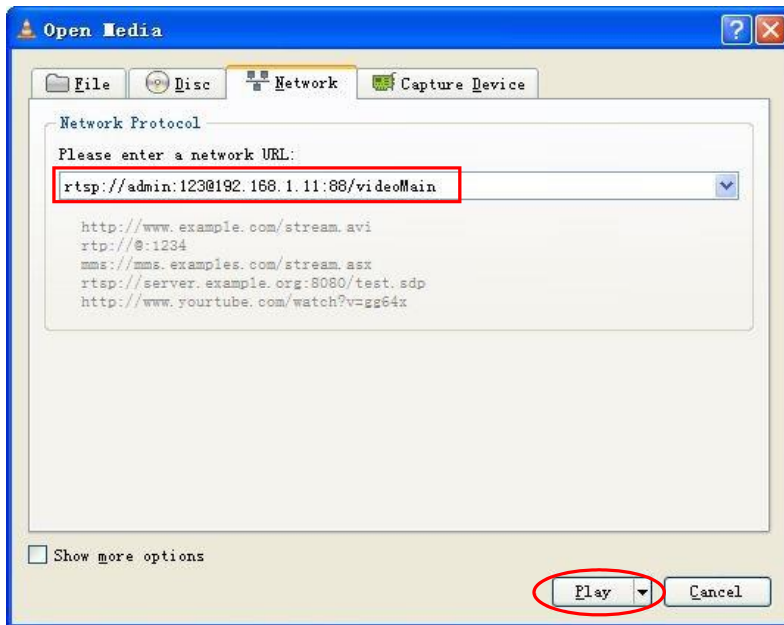 Open Media
File Disc Network Capture Device
Network Protocol
Please enter a network URL:
rtsp://admin:123@192.168.1.11:88/videoMain
http://www.example.com/stream.avi
rtp://@:1234
mms://mms.examples.com/stream.asx
rtsp://server.example.org:8080/test.sdp
http://www.yourtube.com/watch?v=gg64x
Show more options
Play Cancel